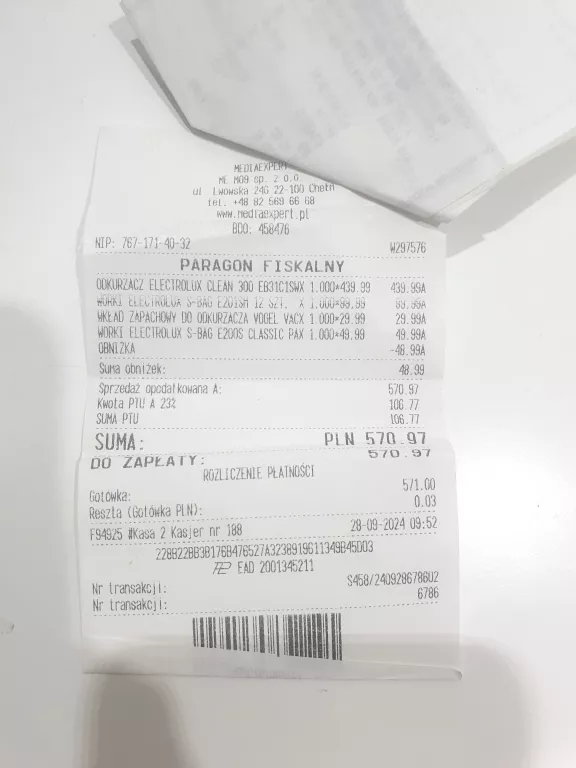 MEDIAEXPERT
ME M09 sp. z o.o.
ul Lwowska 24G 22-100 Chełm
tel. +48 82 569 66 68
www.mediaexpert.pl
BDO: 458476
NIP: 767-171-40-32 W297576
PARAGON FISKALNY
ODKURZACZ ELECTROLUX CLEAN 300 EB31C1SWX 1.000*439.99 439.99A
WORKI ELECTROLUX S-BAG E201SM 12 SZT. X 1.000*99.99 99.99A
WKŁAD ZAPACHOWY DO ODKURZACZA VOGEL VACX 1.000*29.99 29.99A
WORKI ELECTROLUX S-BAG E200S CLASSIC PAX 1.000*49.99 49.99A
OBNIŻKA -48.99A
Suma obniżek: 48.99
Sprzedaż opodatkowana A: 570.97
Kwota PTU A 23% 106.77
SUMA PTU 106.77
SUMA: PLN 570.97
DO ZAPŁATY: 570.97
ROZLICZENIE PŁATNOŚCI
Gotówka: 571.00
Reszta (Gotówka PLN): 0.03
F94925 #Kasa 2 Kasjer nr 188 28-09-2024 09:52
EAD 2001345211
Nr transakcji: S458/2409286786U2
Nr transakcji: 6786